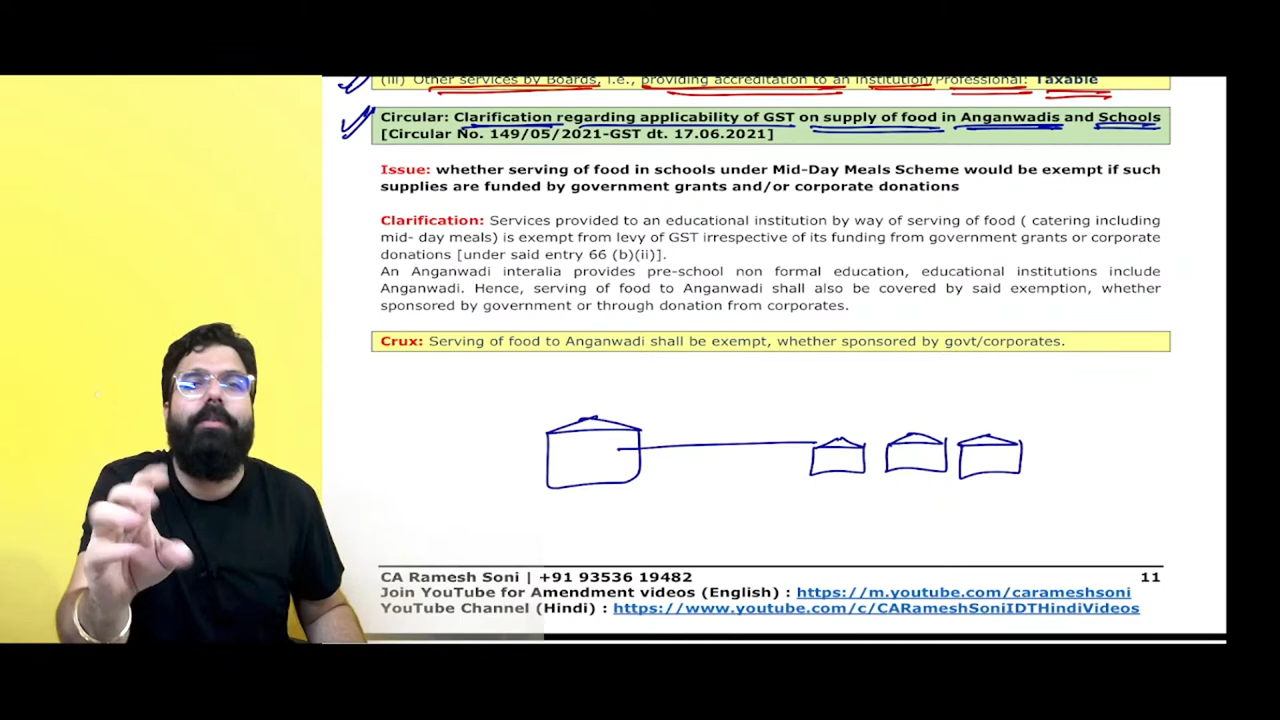 (iii) Other services by Boards, i.e., providing accreditation to an institution/Professional: Taxable
Circular: Clarification regarding applicability of GST on supply of food in Anganwadis and Schools
[Circular No. 149/05/2021-GST dt. 17.06.2021]
Issue: whether serving of food in schools under Mid-Day Meals Scheme would be exempt if such
supplies are funded by government grants and/or corporate donations
Clarification: Services provided to an educational institution by way of serving of food ( catering including
mid- day meals) is exempt from levy of GST irrespective of its funding from government grants or corporate
donations [under said entry 66 (b)(ii)].
An Anganwadi interalia provides pre-school non formal education, educational institutions include
Anganwadi. Hence, serving of food to Anganwadi shall also be covered by said exemption, whether
sponsored by government or through donation from corporates.
Crux: Serving of food to Anganwadi shall be exempt, whether sponsored by govt/corporates.
CA Ramesh Soni | +91 93536 19482
11
Join YouTube for Amendment videos (English) : https://m.youtube.com/carameshsoni
YouTube Channel (Hindi) : https://www.youtube.com/c/CARameshSoniIDTHindiVideos